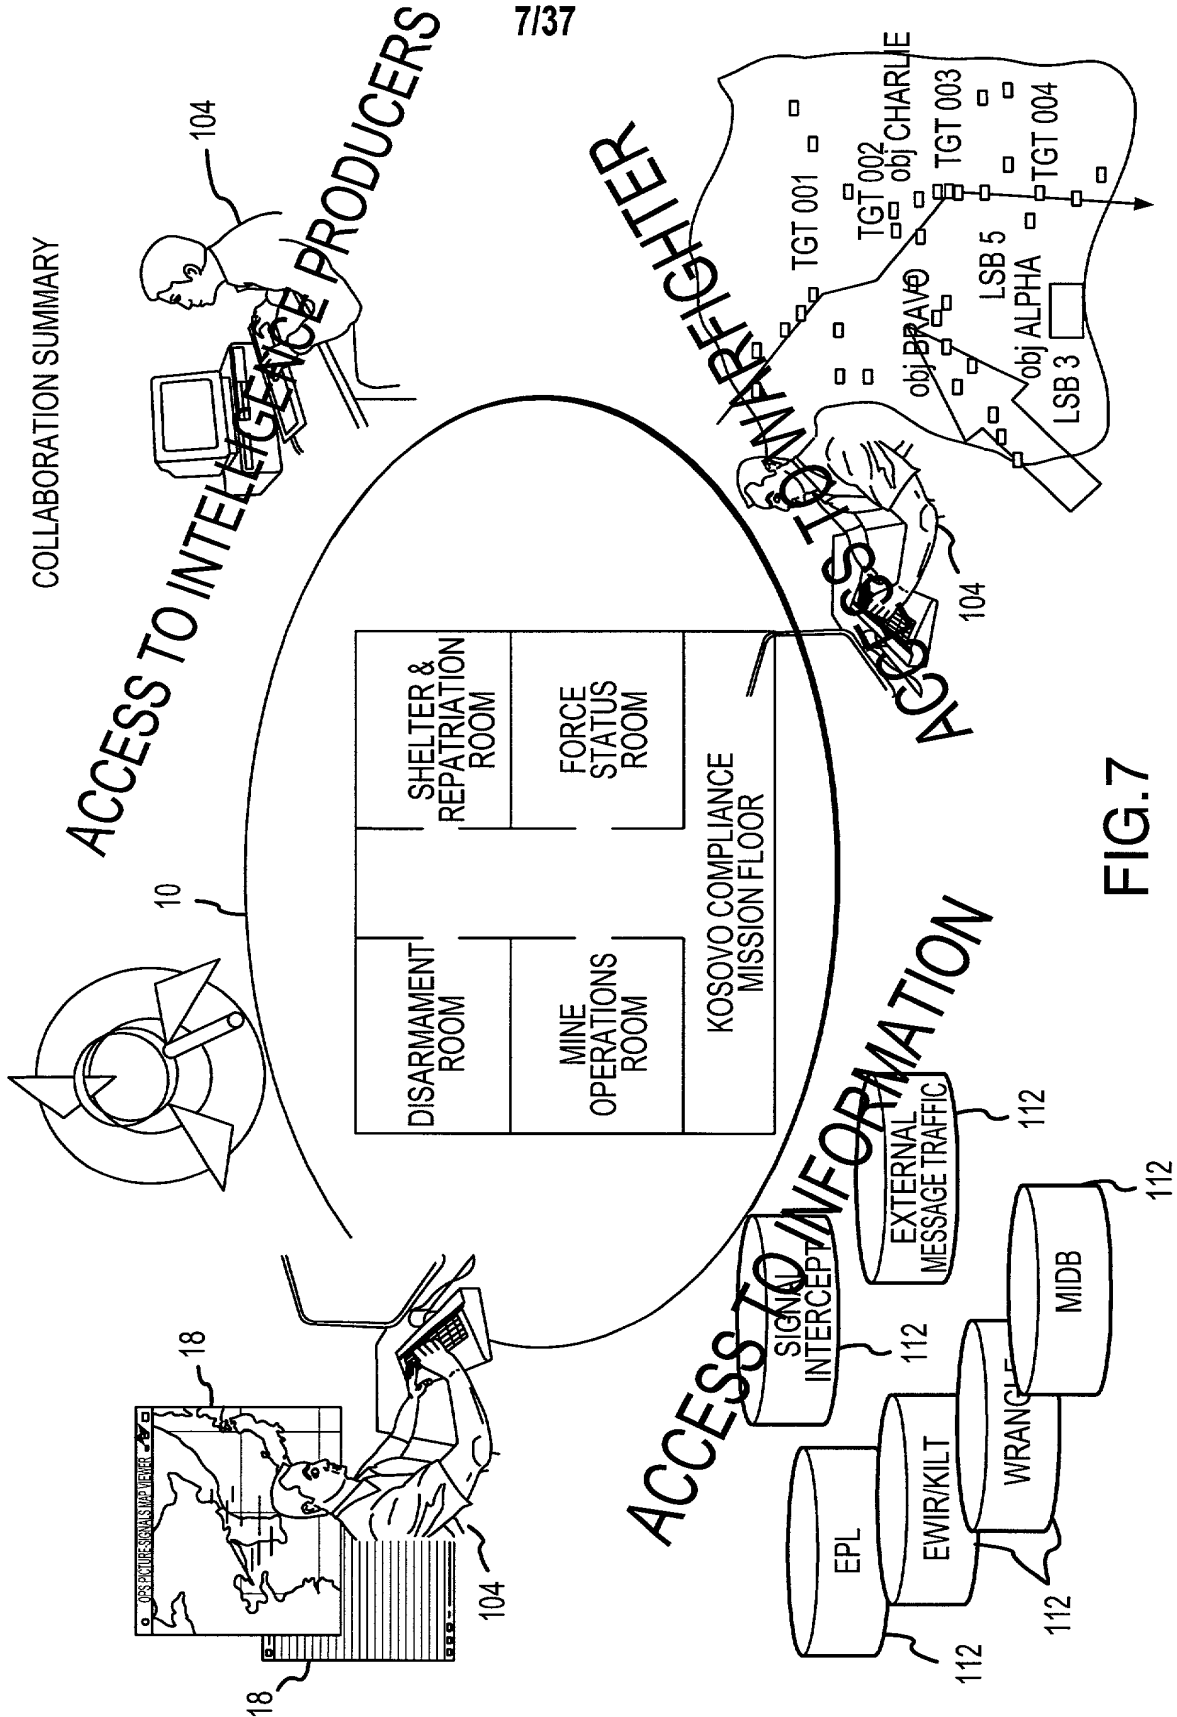 7/37
COLLABORATION SUMMARY
ACCESS TO INTELLIGENCE PRODUCERS
104
10
18
OPS PICTURE-SIGNALS MAP VIEWER
18
104
DISARMAMENT
ROOM
SHELTER &
REPATRIATION
ROOM
MINE
OPERATIONS
ROOM
FORCE
STATUS
ROOM
KOSOVO COMPLIANCE
MISSION FLOOR
ACCESS TO WARFIGHTER
104
TGT 001
TGT 002
obj CHARLIE
TGT 003
TGT 004
obj BRAVO
LSB 5
obj ALPHA
LSB 3
ACCESS TO INFORMATION
SIGNAL
INTERCEPT
112
EXTERNAL
MESSAGE TRAFFIC
112
EPL
112
EWIR/KILT
WRANGL
112
MIDB
112
FIG.7